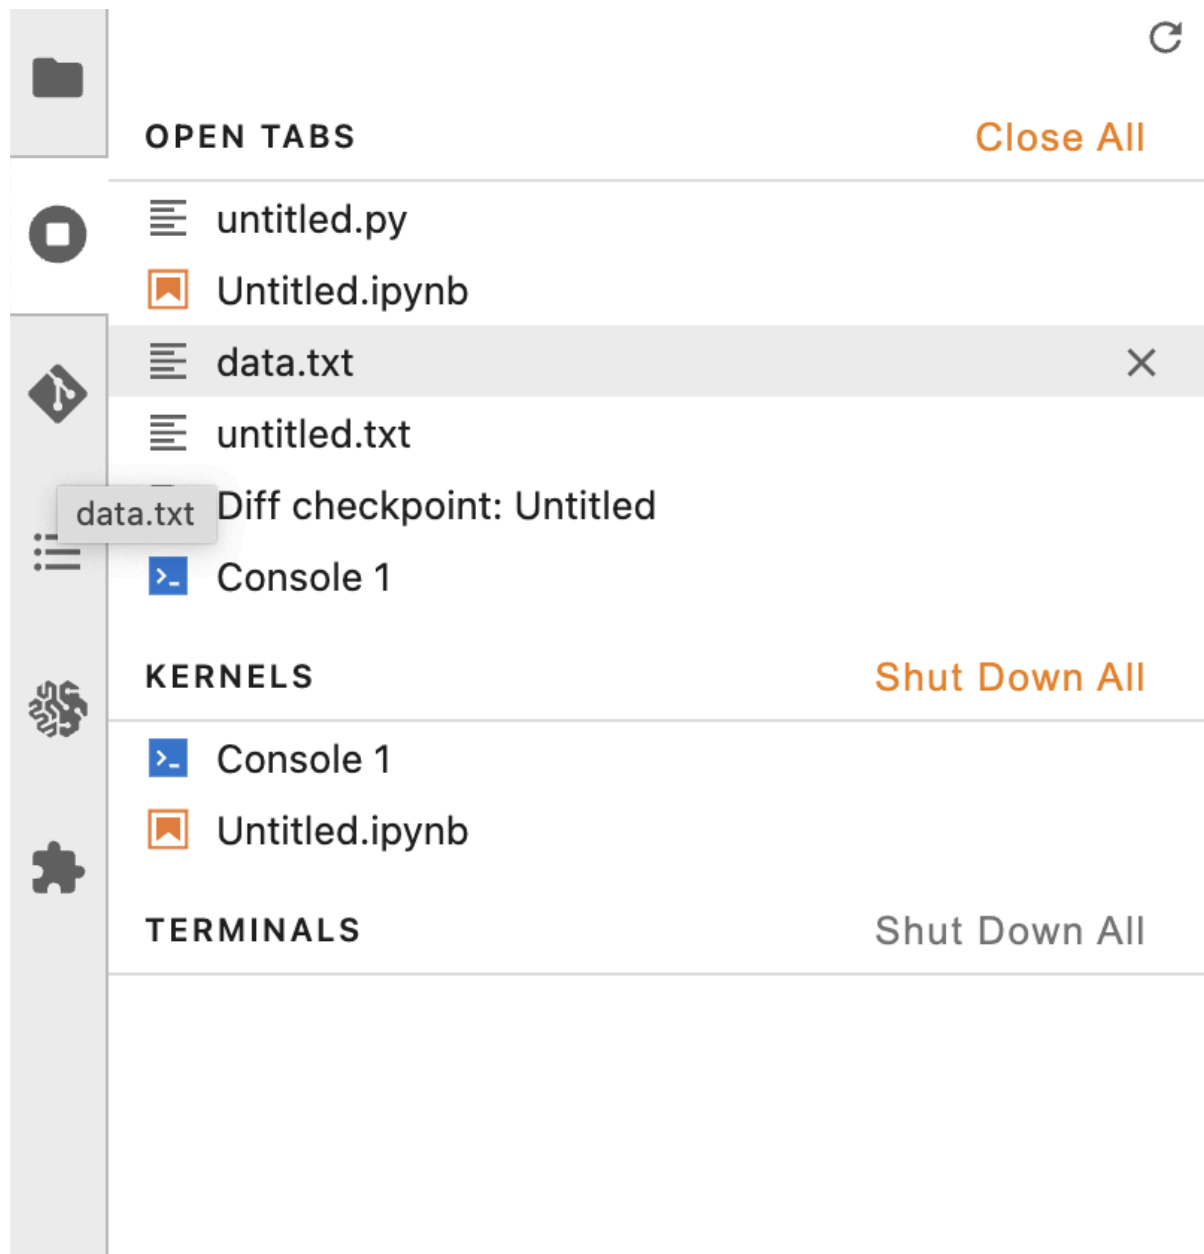 OPEN TABS Close All
untitled.py
Untitled.ipynb
data.txt
untitled.txt
data.txt
Diff checkpoint: Untitled
Console 1
KERNELS Shut Down All
Console 1
Untitled.ipynb
TERMINALS Shut Down All